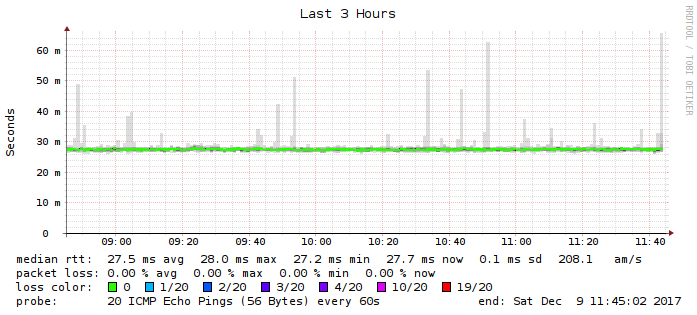 Last 3 Hours
RRDTOOL / TOBI OETIKER
Seconds
60 m
50 m
40 m
30 m
20 m
10 m
0
09:00 09:20 09:40 10:00 10:20 10:40 11:00 11:20 11:40
median rtt: 27.5 ms avg 28.0 ms max 27.2 ms min 27.7 ms now 0.1 ms sd 208.1 am/s
packet loss: 0.00 % avg 0.00 % max 0.00 % min 0.00 % now
loss color: 0 1/20 2/20 3/20 4/20 10/20 19/20
probe: 20 ICMP Echo Pings (56 Bytes) every 60s end: Sat Dec 9 11:45:02 2017